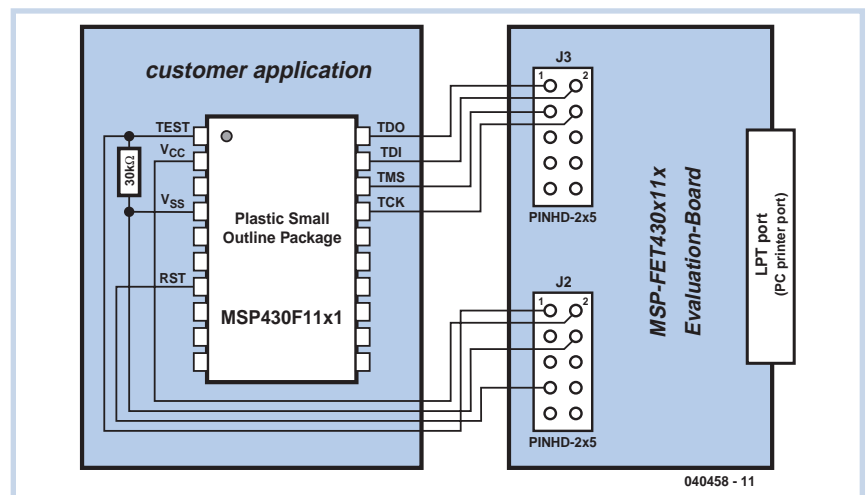 customer application
TEST
VCC
VSS
RST
30kΩ
TDO
TDI
TMS
TCK
Plastic Small
Outline Package
MSP430F11x1
J3
1
2
PINHD-2x5
J2
1
2
PINHD-2x5
MSP-FET430x11x
Evaluation-Board
LPT port
(PC printer port)
040458 - 11